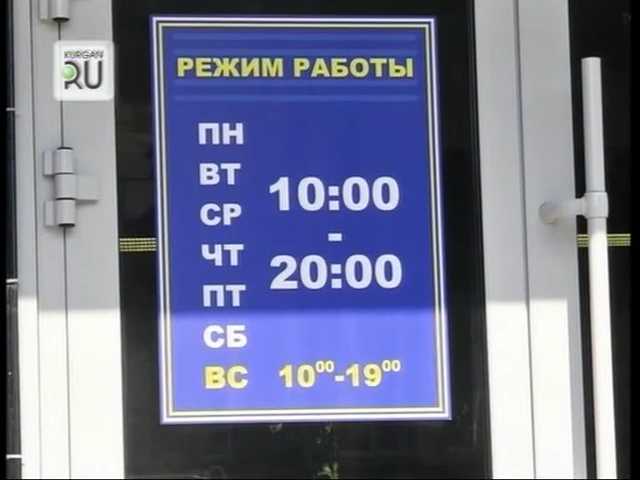 KURGAN
RU
РЕЖИМ РАБОТЫ
ПН
ВТ
СР
ЧТ
ПТ
СБ
10:00
-
20:00
ВС 10⁰⁰-19⁰⁰